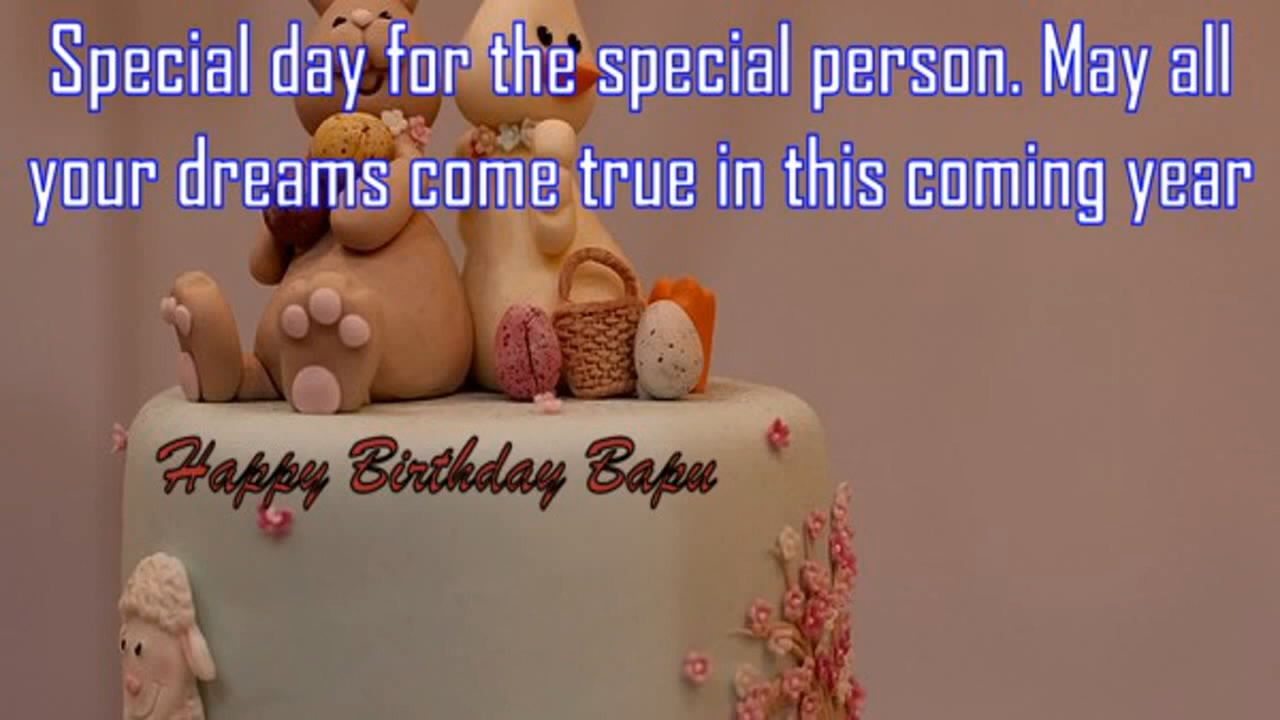 Special day for the special person. May all
your dreams come true in this coming year
Happy Birthday Bapu